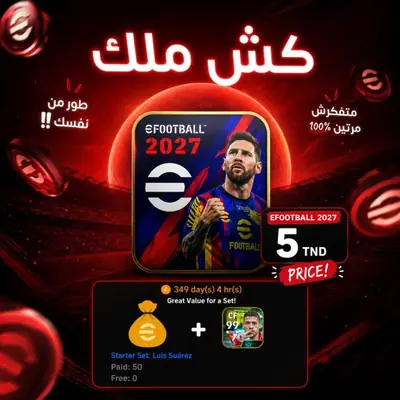 كش ملك
طور من
نفسك !!
متفكرش
مرتين 100%
EFOOTBALL™
2027
EFOOTBALL
EFOOTBALL 2027
5 TND
PRICE!
349 day(s) 4 hr(s)
Great Value for a Set!
+
CF
99
Starter Set: Luis Suárez
Paid: 50
Free: 0